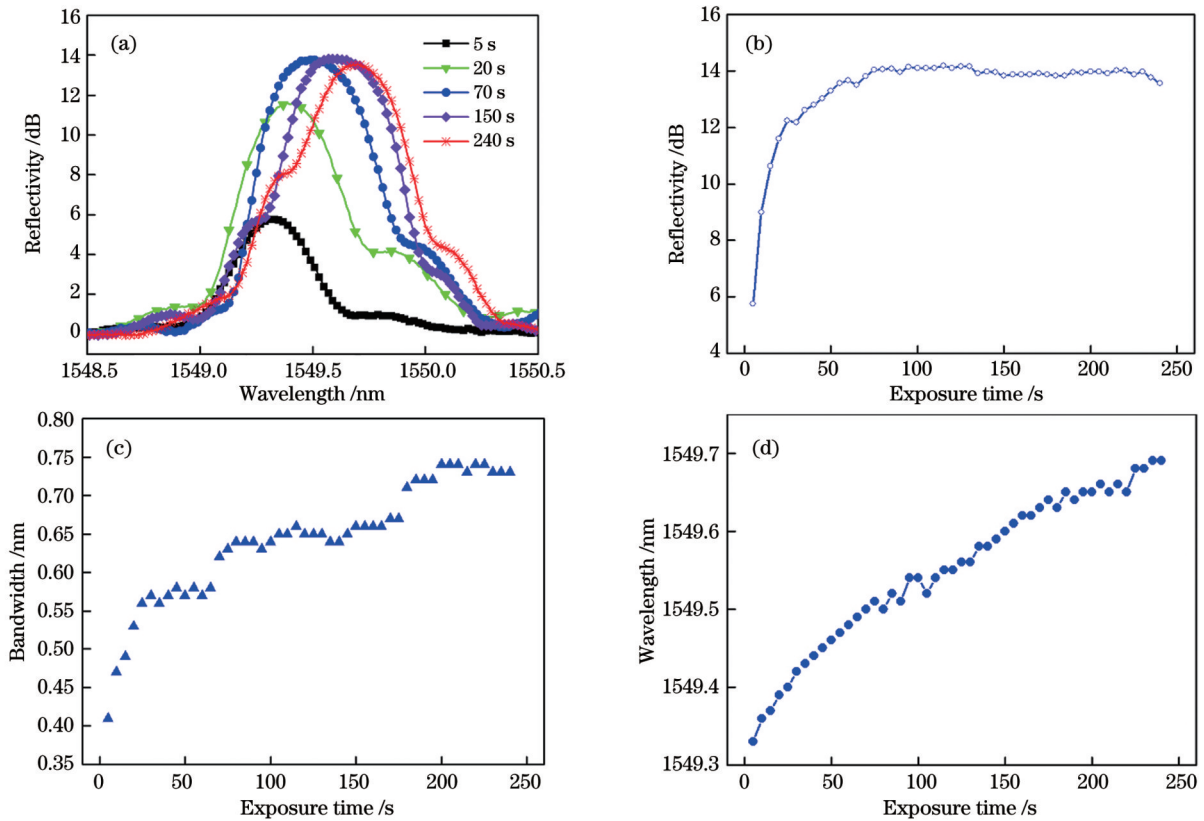 (a)
5 s
20 s
70 s
150 s
240 s
16
14
12
10
8
6
4
2
0
Reflectivity /dB
1548.5 1549.0 1549.5 1550.0 1550.5
Wavelength /nm
(b)
16
14
12
10
8
6
4
Reflectivity /dB
0 50 100 150 200 250
Exposure time /s
(c)
0.80
0.75
0.70
0.65
0.60
0.55
0.50
0.45
0.40
0.35
Bandwidth /nm
0 50 100 150 200 250
Exposure time /s
(d)
1549.7
1549.6
1549.5
1549.4
1549.3
Wavelength /nm
0 50 100 150 200 250
Exposure time /s